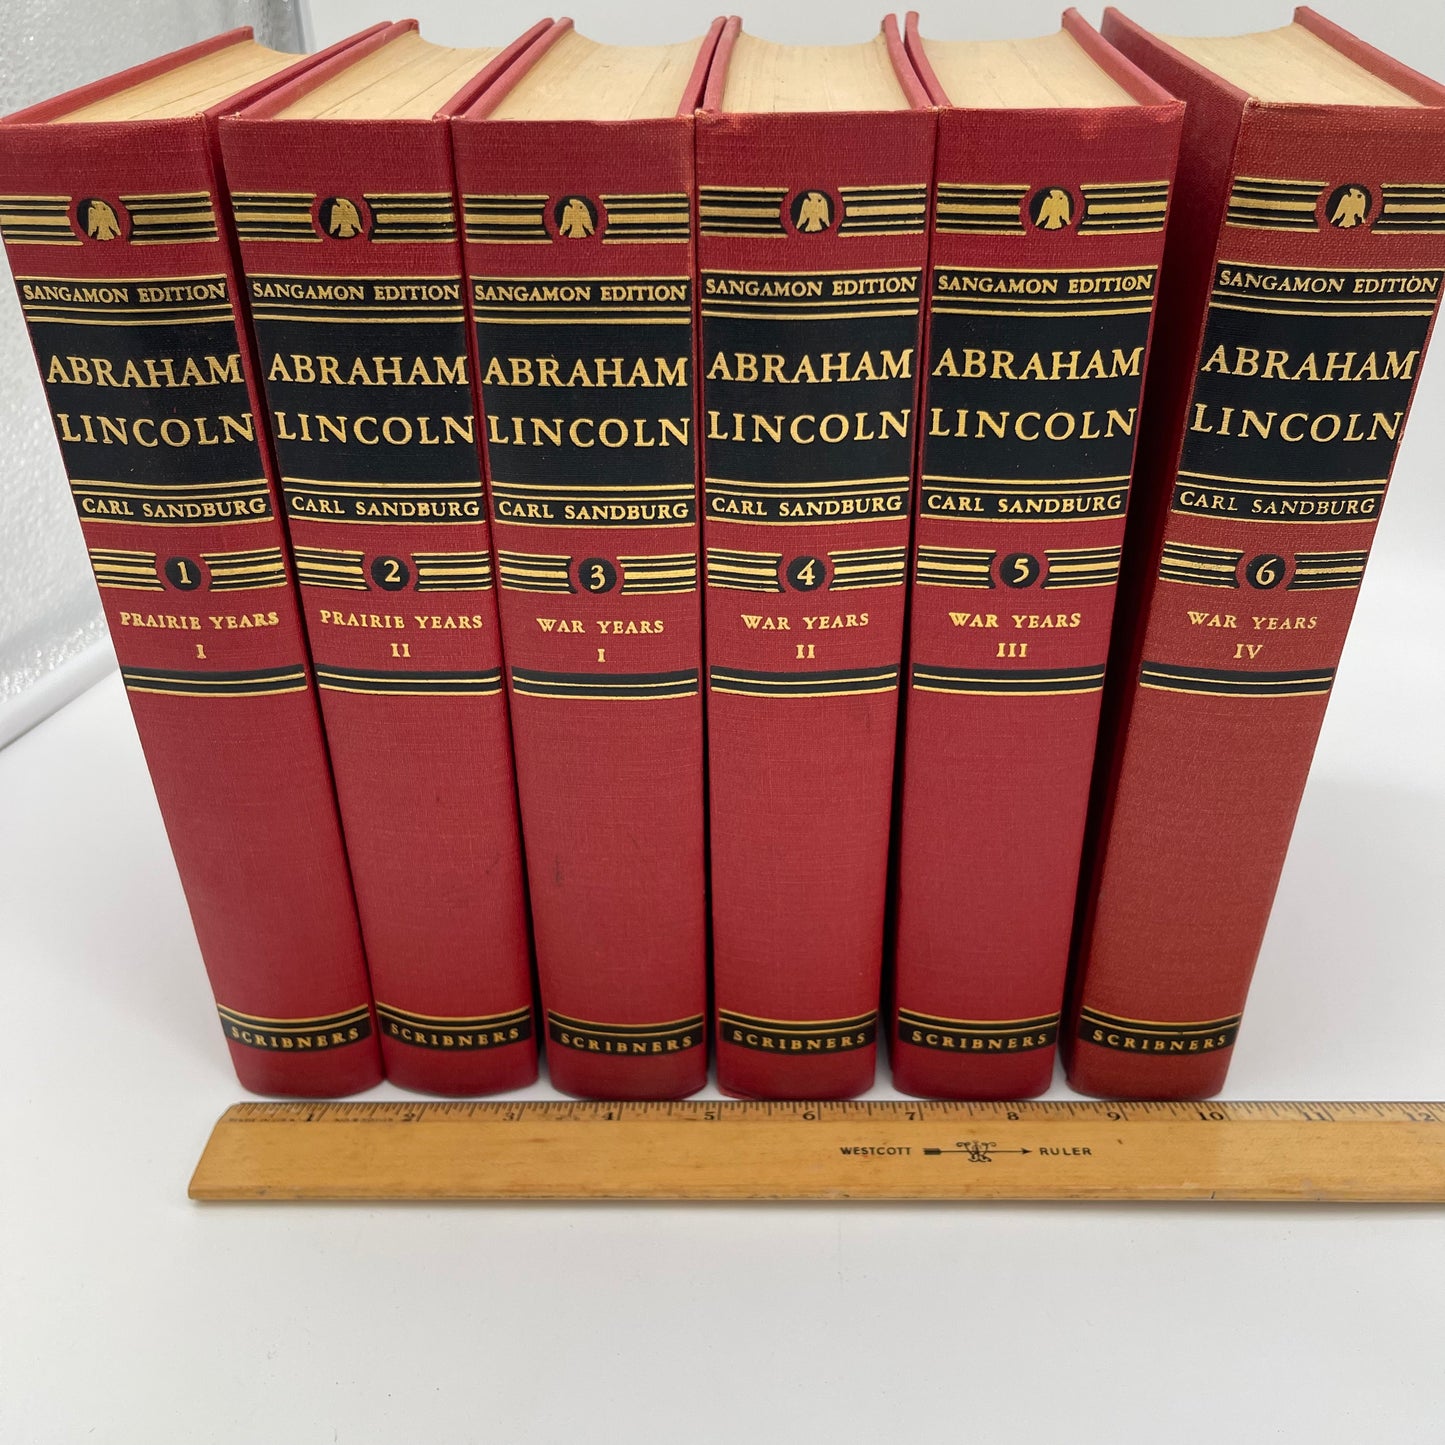 SANGAMON EDITION
ABRAHAM
LINCOLN
CARL SANDBURG
1
PRAIRIE YEARS
I
SCRIBNERS
SANGAMON EDITION
ABRAHAM
LINCOLN
CARL SANDBURG
2
PRAIRIE YEARS
II
SCRIBNERS
SANGAMON EDITION
ABRAHAM
LINCOLN
CARL SANDBURG
3
WAR YEARS
I
SCRIBNERS
SANGAMON EDITION
ABRAHAM
LINCOLN
CARL SANDBURG
4
WAR YEARS
II
SCRIBNERS
SANGAMON EDITION
ABRAHAM
LINCOLN
CARL SANDBURG
5
WAR YEARS
III
SCRIBNERS
SANGAMON EDITION
ABRAHAM
LINCOLN
CARL SANDBURG
6
WAR YEARS
IV
SCRIBNERS
1 2 3 4 5 6 7 8 9 10 11 12
WESTCOTT RULER